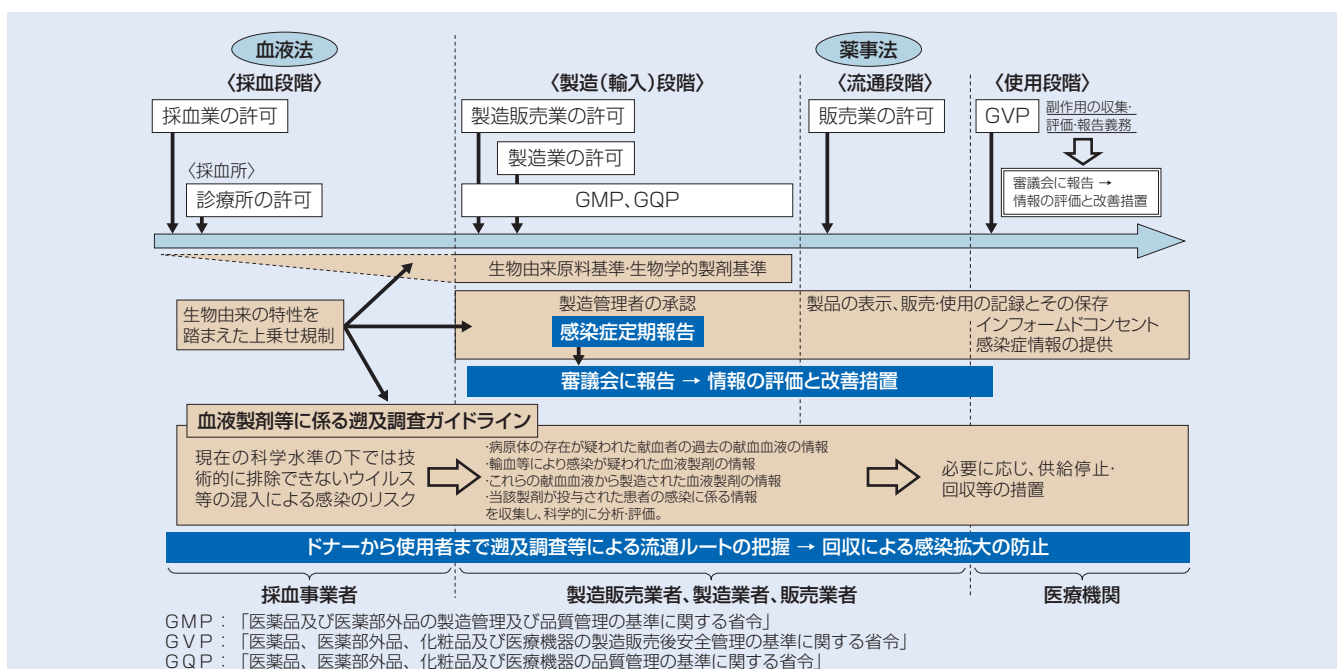 血液法
薬事法
〈採血段階〉
〈製造(輸入)段階〉
〈流通段階〉
〈使用段階〉
採血業の許可
製造販売業の許可
販売業の許可
GVP
副作用の収集・
評価・報告義務
製造業の許可
〈採血所〉
診療所の許可
GMP、GQP
審議会に報告 →
情報の評価と改善措置
生物由来原料基準・生物学的製剤基準
生物由来の特性を
踏まえた上乗せ規制
製造管理者の承認
感染症定期報告
製品の表示、販売・使用の記録とその保存
インフォームドコンセント
感染症情報の提供
審議会に報告 → 情報の評価と改善措置
血液製剤等に係る遡及調査ガイドライン
現在の科学水準の下では技
術的に排除できないウイルス
等の混入による感染のリスク
・病原体の存在が疑われた献血者の過去の献血血液の情報
・輸血等により感染が疑われた血液製剤の情報
・これらの献血血液から製造された血液製剤の情報
・当該製剤が投与された患者の感染に係る情報
を収集し、科学的に分析・評価。
必要に応じ、供給停止・
回収等の措置
ドナーから使用者まで遡及調査等による流通ルートの把握 → 回収による感染拡大の防止
採血事業者
製造販売業者、製造業者、販売業者
医療機関
GMP：「医薬品及び医薬部外品の製造管理及び品質管理の基準に関する省令」
GVP：「医薬品、医薬部外品、化粧品及び医療機器の製造販売後安全管理の基準に関する省令」
GQP：「医薬品、医薬部外品、化粧品及び医療機器の品質管理の基準に関する省令」